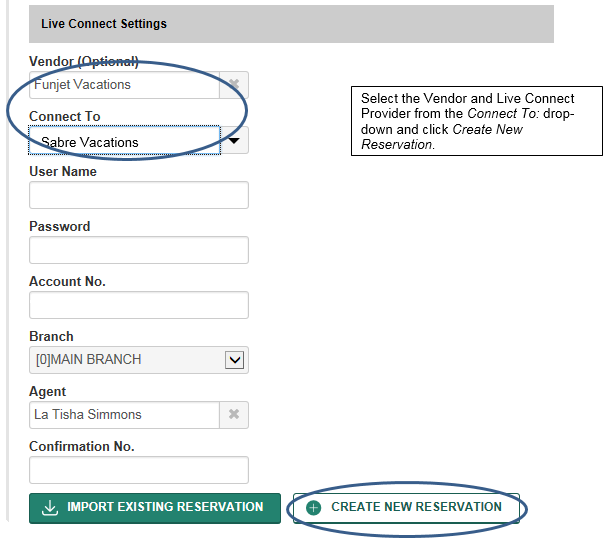 Live Connect Settings
Vendor (Optional)
Funjet Vacations
Connect To
Sabre Vacations
Select the Vendor and Live Connect
Provider from the Connect To: drop-
down and click Create New
Reservation.
User Name
Password
Account No.
Branch
[0]MAIN BRANCH
Agent
La Tisha Simmons
Confirmation No.
IMPORT EXISTING RESERVATION
CREATE NEW RESERVATION